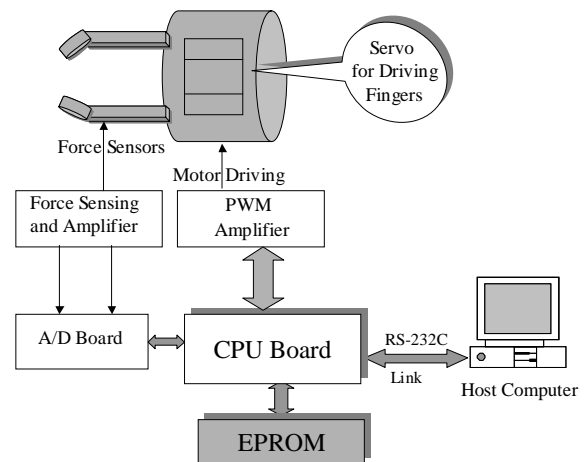 Servo
for Driving
Fingers
Force Sensors
Motor Driving
Force Sensing
and Amplifier
PWM
Amplifier
A/D Board
CPU Board
RS-232C
Link
Host Computer
EPROM